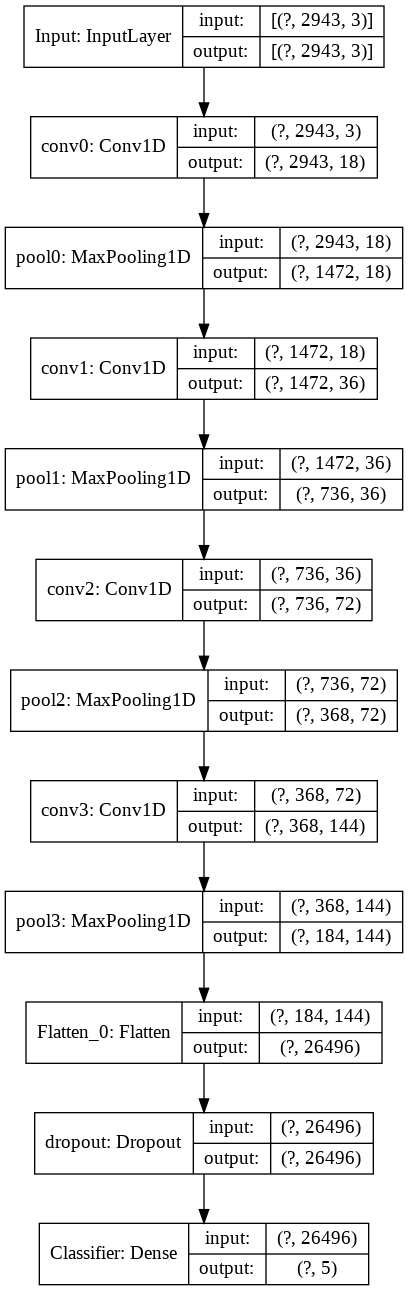 Input: InputLayer input: [(?, 2943, 3)]
output: [(?, 2943, 3)]
conv0: Conv1D input: (?, 2943, 3)
output: (?, 2943, 18)
pool0: MaxPooling1D input: (?, 2943, 18)
output: (?, 1472, 18)
conv1: Conv1D input: (?, 1472, 18)
output: (?, 1472, 36)
pool1: MaxPooling1D input: (?, 1472, 36)
output: (?, 736, 36)
conv2: Conv1D input: (?, 736, 36)
output: (?, 736, 72)
pool2: MaxPooling1D input: (?, 736, 72)
output: (?, 368, 72)
conv3: Conv1D input: (?, 368, 72)
output: (?, 368, 144)
pool3: MaxPooling1D input: (?, 368, 144)
output: (?, 184, 144)
Flatten_0: Flatten input: (?, 184, 144)
output: (?, 26496)
dropout: Dropout input: (?, 26496)
output: (?, 26496)
Classifier: Dense input: (?, 26496)
output: (?, 5)